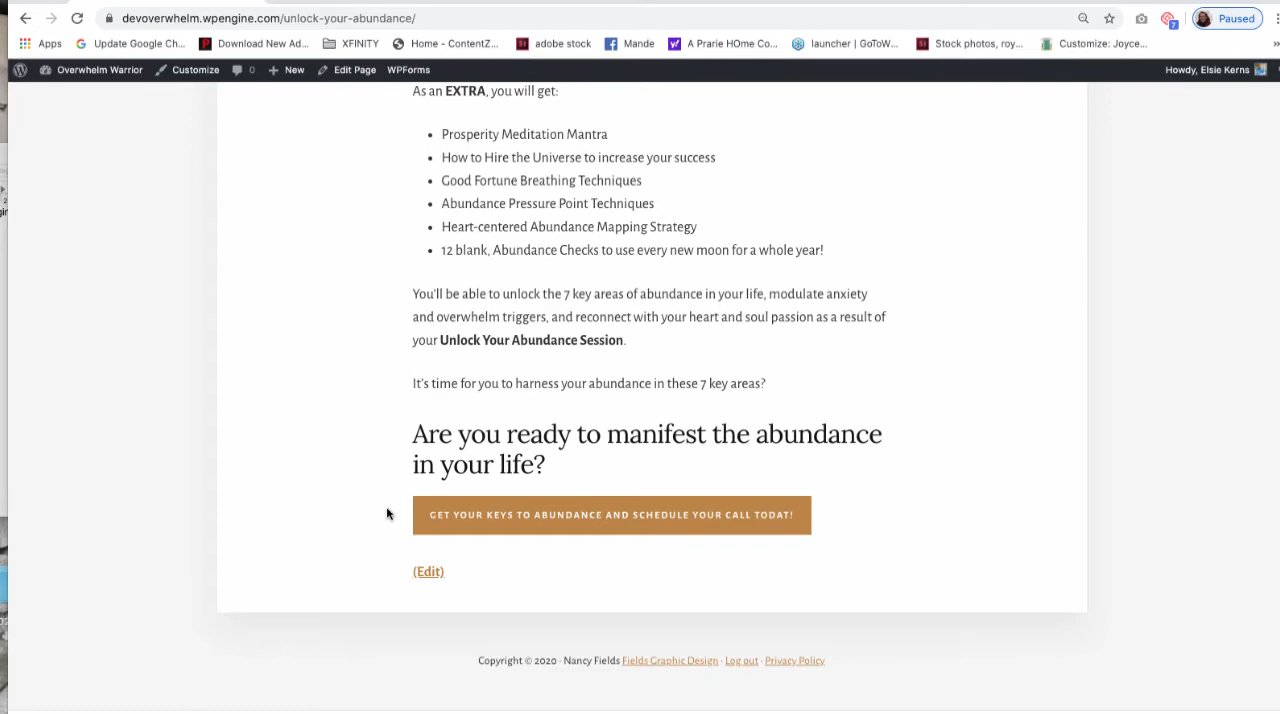 devoverwhelm.wpengine.com/unlock-your-abundance/
7
Paused
Apps
Update Google Ch...
Download New Ad...
XFINITY
Home - ContentZ...
adobe stock
Mande
A Prarie HOme Co...
launcher | GoToW...
Stock photos, roy...
Customize: Joyce...
»
Overwhelm Warrior
Customize
0
New
Edit Page
WPForms
Howdy, Elsie Kerns
As an EXTRA, you will get:
• Prosperity Meditation Mantra
• How to Hire the Universe to increase your success
• Good Fortune Breathing Techniques
• Abundance Pressure Point Techniques
• Heart-centered Abundance Mapping Strategy
• 12 blank, Abundance Checks to use every new moon for a whole year!
You'll be able to unlock the 7 key areas of abundance in your life, modulate anxiety
and overwhelm triggers, and reconnect with your heart and soul passion as a result of
your Unlock Your Abundance Session.
It's time for you to harness your abundance in these 7 key areas?
Are you ready to manifest the abundance
in your life?
GET YOUR KEYS TO ABUNDANCE AND SCHEDULE YOUR CALL TODAT!
(Edit)
Copyright © 2020 · Nancy Fields Fields Graphic Design · Log out · Privacy Policy